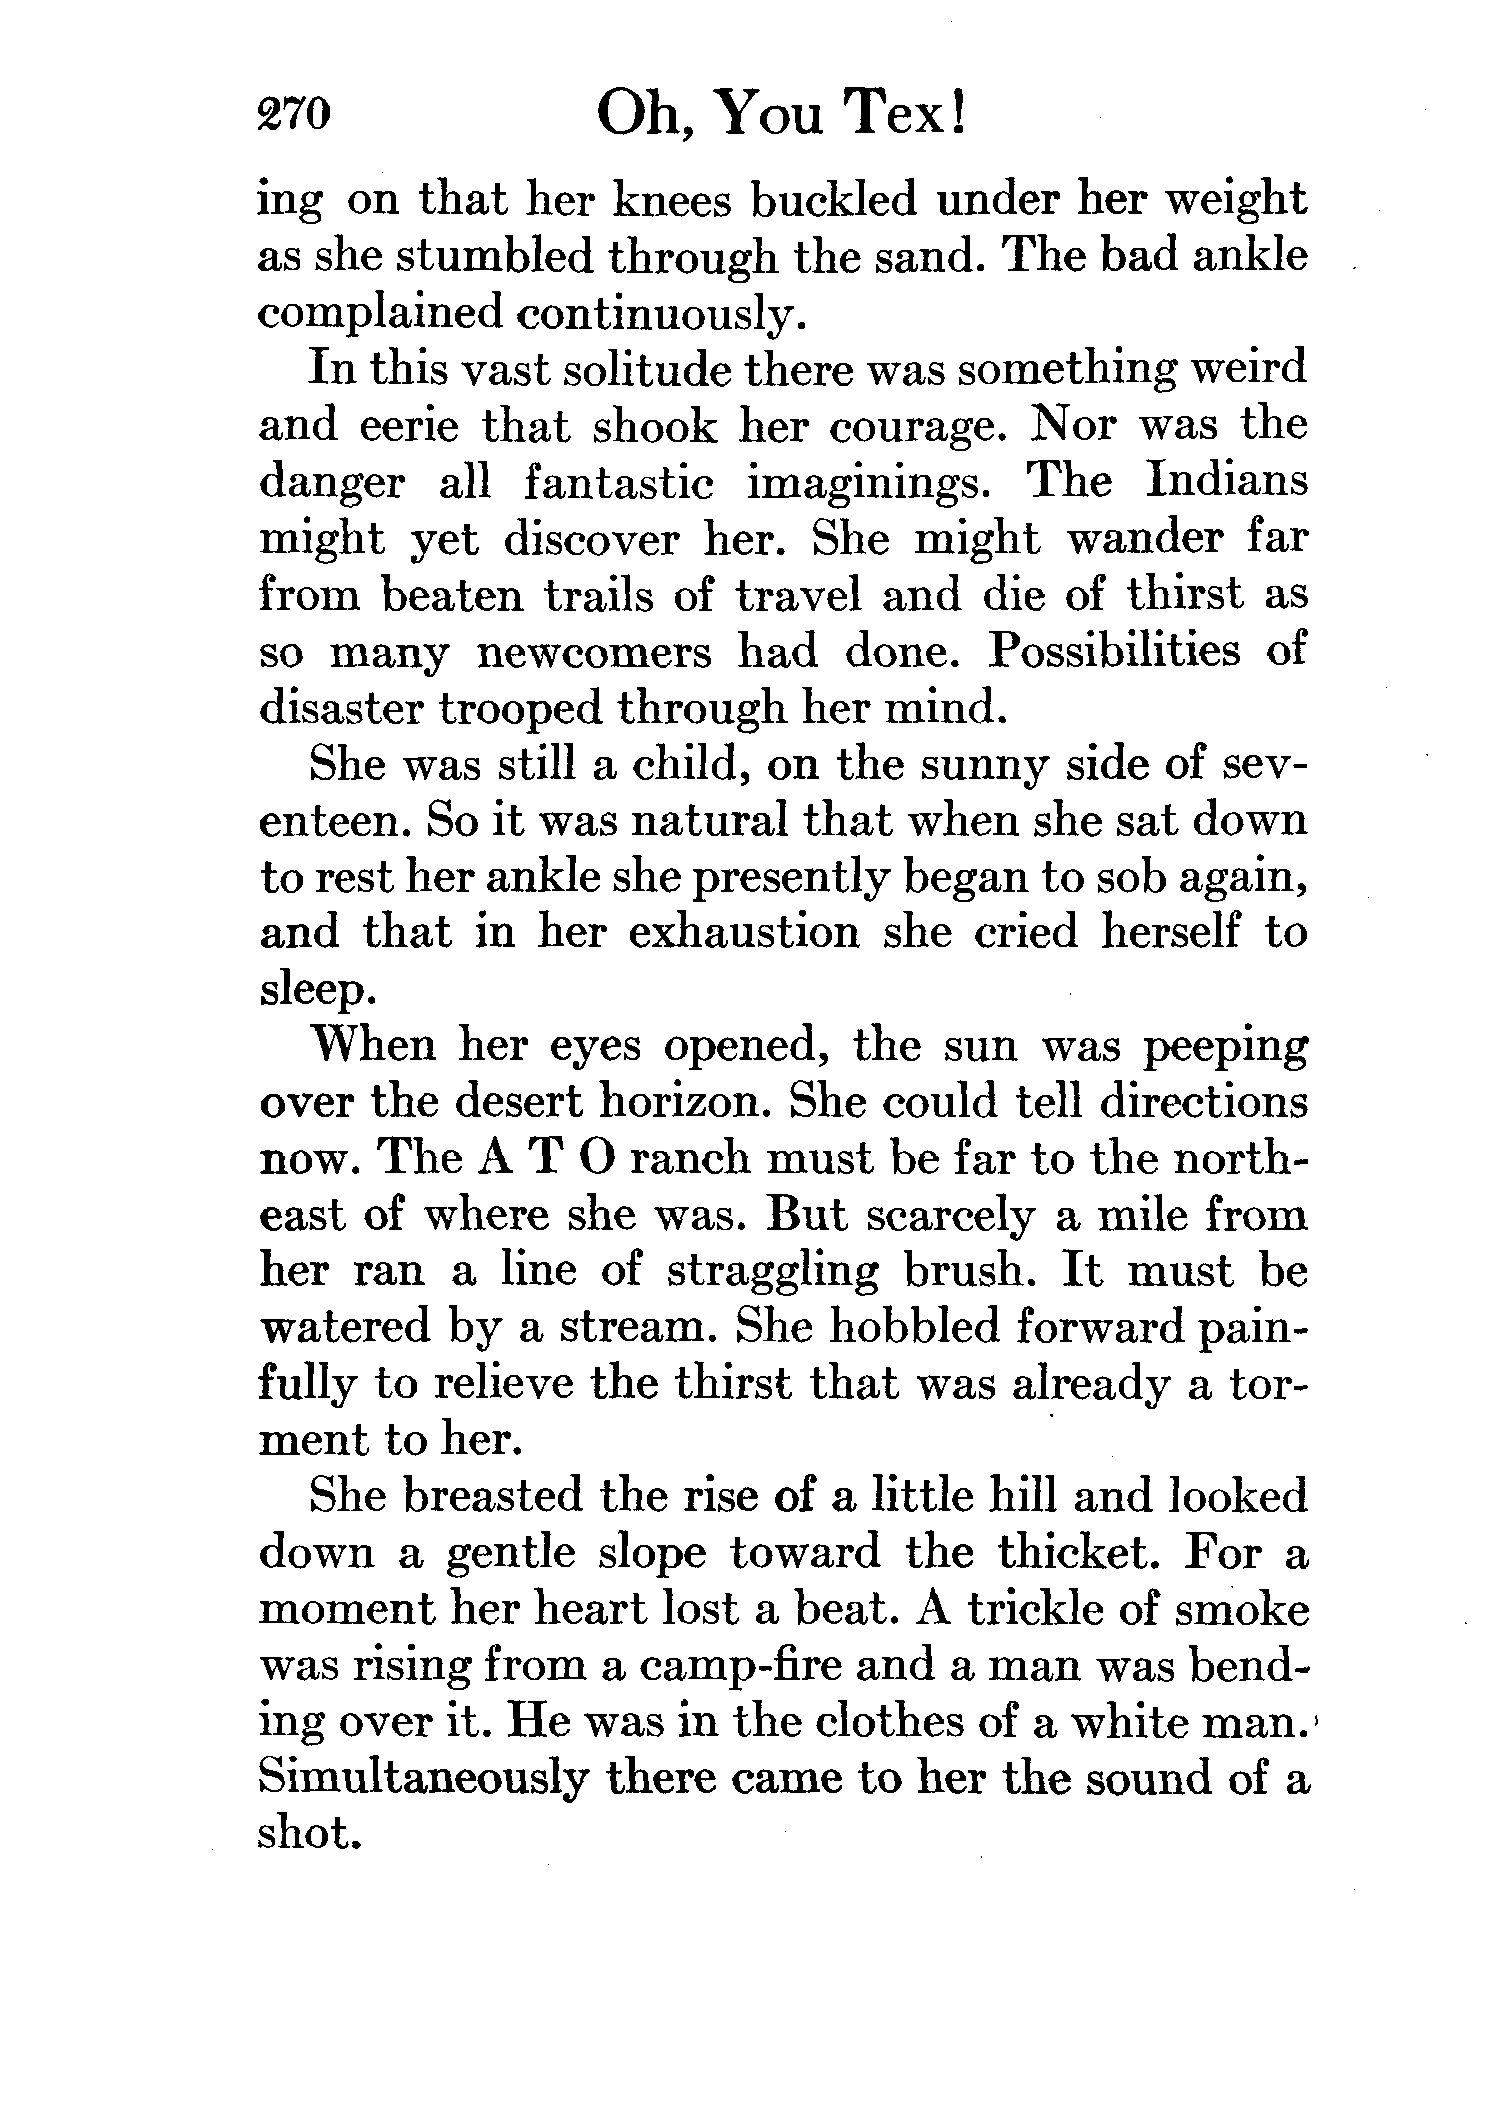 270 Oh, You Tex!
ing on that her knees buckled under her weight
as she stumbled through the sand. The bad ankle
complained continuously.
In this vast solitude there was something weird
and eerie that shook her courage. Nor was the
danger all fantastic imaginings. The Indians
might yet discover her. She might wander far
from beaten trails of travel and die of thirst as
so many newcomers had done. Possibilities of
disaster trooped through her mind.
She was still a child, on the sunny side of sev-
enteen. So it was natural that when she sat down
to rest her ankle she presently began to sob again,
and that in her exhaustion she cried herself to
sleep.
When her eyes opened, the sun was peeping
over the desert horizon. She could tell directions
now. The A T O ranch must be far to the north-
east of where she was. But scarcely a mile from
her ran a line of straggling brush. It must be
watered by a stream. She hobbled forward pain-
fully to relieve the thirst that was already a tor-
ment to her.
She breasted the rise of a little hill and looked
down a gentle slope toward the thicket. For a
moment her heart lost a beat. A trickle of smoke
was rising from a camp-fire and a man was bend-
ing over it. He was in the clothes of a white man.
Simultaneously there came to her the sound of a
shot.